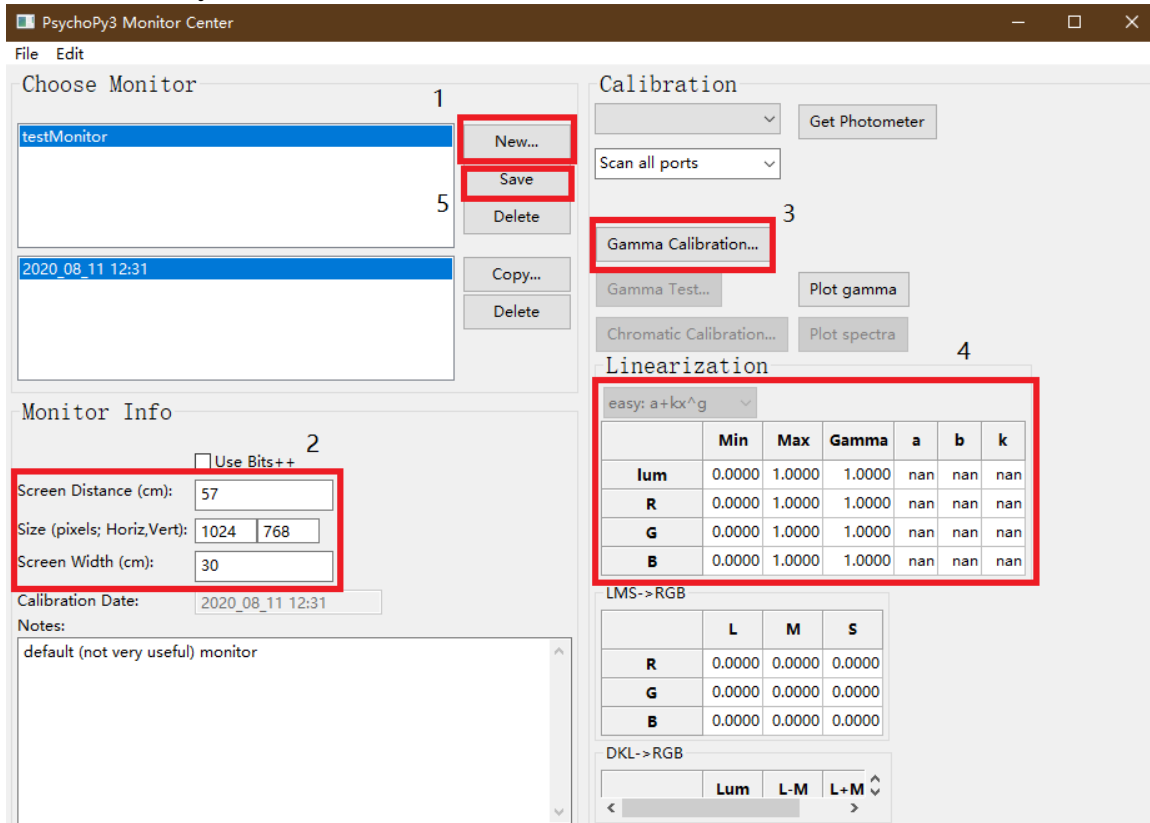 PsychoPy3 Monitor Center
File Edit
Choose Monitor
1
testMonitor
New...
Save
5
Delete
2020_08_11 12:31
Copy...
Delete
Monitor Info
2
Use Bits++
Screen Distance (cm): 57
Size (pixels; Horiz,Vert): 1024 768
Screen Width (cm): 30
Calibration Date: 2020_08_11 12:31
Notes:
default (not very useful) monitor
Calibration
Get Photometer
Scan all ports
3
Gamma Calibration...
Gamma Test... Plot gamma
Chromatic Calibration... Plot spectra
4
Linearization
easy: a+kx^g
Min Max Gamma a b k
lum 0.0000 1.0000 1.0000 nan nan nan
R 0.0000 1.0000 1.0000 nan nan nan
G 0.0000 1.0000 1.0000 nan nan nan
B 0.0000 1.0000 1.0000 nan nan nan
LMS->RGB
L M S
R 0.0000 0.0000 0.0000
G 0.0000 0.0000 0.0000
B 0.0000 0.0000 0.0000
DKL->RGB
Lum L-M L+M